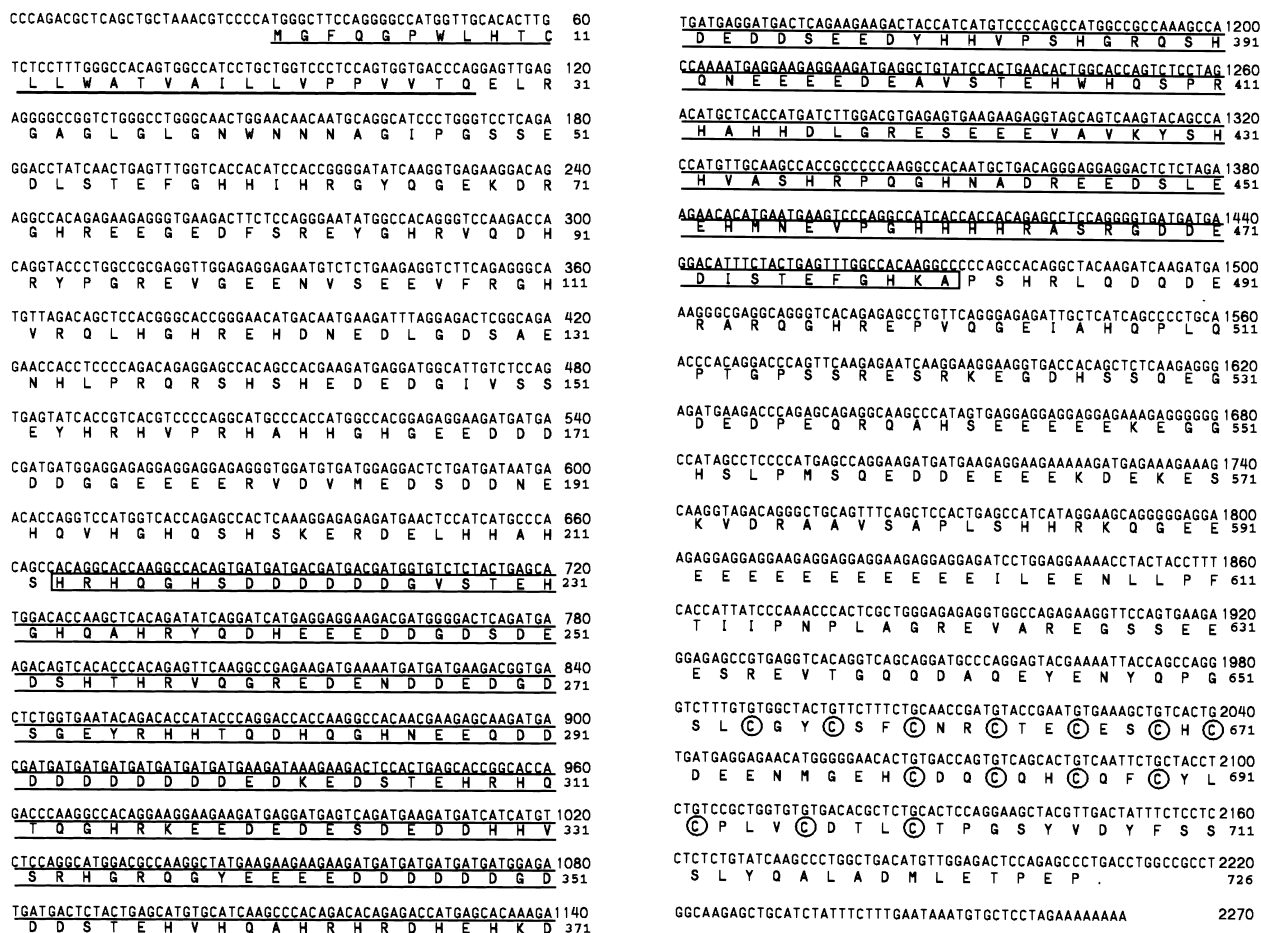 CCCAGACGCTCAGCTGCTAAACGTCCCCATGGGCTTCCAGGGGCCATGGTTGCACACTTG 60
M G F Q G P W L H T C 11
TCTCCTTTGGGCCACAGTGGCCATCCTGCTGGTCCCTCCAGTGGTGACCCAGGAGTTGAG 120
L L W A T V A I L L V P P V V T Q E L R 31
AGGGGCCGGTCTGGGCCTGGGCAACTGGAACAACAATGCAGGCATCCCTGGGTCCTCAGA 180
G A G L G L G N W N N N A G I P G S S E 51
GGACCTATCAACTGAGTTTGGTCACCACATCCACCGGGGATATCAAGGTGAGAAGGACAG 240
D L S T E F G H H I H R G Y Q G E K D R 71
AGGCCACAGAGAAGAGGGTGAAGACTTCTCCAGGGAATATGGCCACAGGGTCCAAGACCA 300
G H R E E G E D F S R E Y G H R V Q D H 91
CAGGTACCCTGGCCGCGAGGTTGGAGAGGAGAATGTCTCTGAAGAGGTCTTCAGAGGGCA 360
R Y P G R E V G E E N V S E E V F R G H 111
TGTTAGACAGCTCCACGGGCACCGGGAACATGACAATGAAGATTTAGGAGACTCGGCAGA 420
V R Q L H G H R E H D N E D L G D S A E 131
GAACCACCTCCCCAGACAGAGGAGCCACAGCCACGAAGATGAGGATGGCATTGTCTCCAG 480
N H L P R Q R S H S H E D E D G I V S S 151
TGAGTATCACCGTCACGTCCCCAGGCATGCCCACCATGGCCACGGAGAGGAAGATGATGA 540
E Y H R H V P R H A H H G H G E E D D D 171
CGATGATGGAGGAGAGGAGGAGGAGAGGGTGGATGTGATGGAGGACTCTGATGATAATGA 600
D D G G E E E E R V D V M E D S D D N E 191
ACACCAGGTCCATGGTCACCAGAGCCACTCAAAGGAGAGAGATGAACTCCATCATGCCCA 660
H Q V H G H Q S H S K E R D E L H H A H 211
CAGCCACAGGCACCAAGGCCACAGTGATGATGACGATGACGATGGTGTCTCTACTGAGCA 720
S H R H Q G H S D D D D D D G V S T E H 231
TGGACACCAAGCTCACAGATATCAGGATCATGAGGAGGAAGACGATGGGGACTCAGATGA 780
G H Q A H R Y Q D H E E E D D G D S D E 251
AGACAGTCACACCCACAGAGTTCAAGGCCGAGAAGATGAAAATGATGATGAAGACGGTGA 840
D S H T H R V Q G R E D E N D D E D G D 271
CTCTGGTGAATACAGACACCATACCCAGGACCACCAAGGCCACAACGAAGAGCAAGATGA 900
S G E Y R H H T Q D H Q G H N E E Q D D 291
CGATGATGATGATGATGATGATGATGAAGATAAAGAAGACTCCACTGAGCACCGGCACCA 960
D D D D D D D D E D K E D S T E H R H Q 311
GACCCAAGGCCACAGGAAGGAAGAAGATGAGGATGAGTCAGATGAAGATGATCATCATGT 1020
T Q G H R K E E D E D E S D E D D H H V 331
CTCCAGGCATGGACGCCAAGGCTATGAAGAAGAAGAAGATGATGATGATGATGATGGAGA 1080
S R H G R Q G Y E E E E D D D D D D G D 351
TGATGACTCTACTGAGCATGTGCATCAAGCCCACAGACACAGAGACCATGAGCACAAAGA 1140
D D S T E H V H Q A H R H R D H E H K D 371
TGATGAGGATGACTCAGAAGAAGACTACCATCATGTCCCCAGCCATGGCCGCCAAAGCCA 1200
D E D D S E E D Y H H V P S H G R Q S H 391
CCAAAATGAGGAAGAGGAAGATGAGGCTGTATCCACTGAACACTGGCACCAGTCTCCTAG 1260
Q N E E E E D E A V S T E H W H Q S P R 411
ACATGCTCACCATGATCTTGGACGTGAGAGTGAAGAAGAGGTAGCAGTCAAGTACAGCCA 1320
H A H H D L G R E S E E E V A V K Y S H 431
CCATGTTGCAAGCCACCGCCCCCAAGGCCACAATGCTGACAGGGAGGAGGACTCTCTAGA 1380
H V A S H R P Q G H N A D R E E D S L E 451
AGAACACATGAATGAAGTCCCAGGCCATCACCACCACAGAGCCTCCAGGGGTGATGATGA 1440
E H M N E V P G H H H H R A S R G D D E 471
GGACATTTCTACTGAGTTTGGCCACAAGGCCCCCAGCCACAGGCTACAAGATCAAGATGA 1500
D I S T E F G H K A P S H R L Q D Q D E 491
AAGGGCGAGGCAGGGTCACAGAGAGCCTGTTCAGGGAGAGATTGCTCATCAGCCCCTGCA 1560
R A R Q G H R E P V Q G E I A H Q P L Q 511
ACCCACAGGACCCAGTTCAAGAGAATCAAGGAAGGAAGGTGACCACAGCTCTCAAGAGGG 1620
P T G P S S R E S R K E G D H S S Q E G 531
AGATGAAGACCCAGAGCAGAGGCAAGCCCATAGTGAGGAGGAGGAGGAGAAAGAGGGGGG 1680
D E D P E Q R Q A H S E E E E E K E G G 551
CCATAGCCTCCCCATGAGCCAGGAAGATGATGAAGAGGAAGAAAAAGATGAGAAAGAAAG 1740
H S L P M S Q E D D E E E E K D E K E S 571
CAAGGTAGACAGGGCTGCAGTTTCAGCTCCACTGAGCCATCATAGGAAGCAGGGGGAGGA 1800
K V D R A A V S A P L S H H R K Q G E E 591
AGAGGAGGAGGAAGAGGAGGAGGAAGAGGAGGAGATCCTGGAGGAAAACCTACTACCTTT 1860
E E E E E E E E E E E I L E E N L L P F 611
CACCATTATCCCAAACCCACTCGCTGGGAGAGAGGTGGCCAGAGAAGGTTCCAGTGAAGA 1920
T I I P N P L A G R E V A R E G S S E E 631
GGAGAGCCGTGAGGTCACAGGTCAGCAGGATGCCCAGGAGTACGAAAATTACCAGCCAGG 1980
E S R E V T G Q Q D A Q E Y E N Y Q P G 651
GTCTTTGTGTGGCTACTGTTCTTTCTGCAACCGATGTACCGAATGTGAAAGCTGTCACTG 2040
S L C G Y C S F C N R C T E C E S C H C 671
TGATGAGGAGAACATGGGGGAACACTGTGACCAGTGTCAGCACTGTCAATTCTGCTACCT 2100
D E E N M G E H C D Q C Q H C Q F C Y L 691
CTGTCCGCTGGTGTGTGACACGCTCTGCACTCCAGGAAGCTACGTTGACTATTTCTCCTC 2160
C P L V C D T L C T P G S Y V D Y F S S 711
CTCTCTGTATCAAGCCCTGGCTGACATGTTGGAGACTCCAGAGCCCTGACCTGGCCGCCT 2220
S L Y Q A L A D M L E T P E P . 726
GGCAAGAGCTGCATCTATTTCTTTGAATAAATGTGCTCCTAGAAAAAAAA 2270